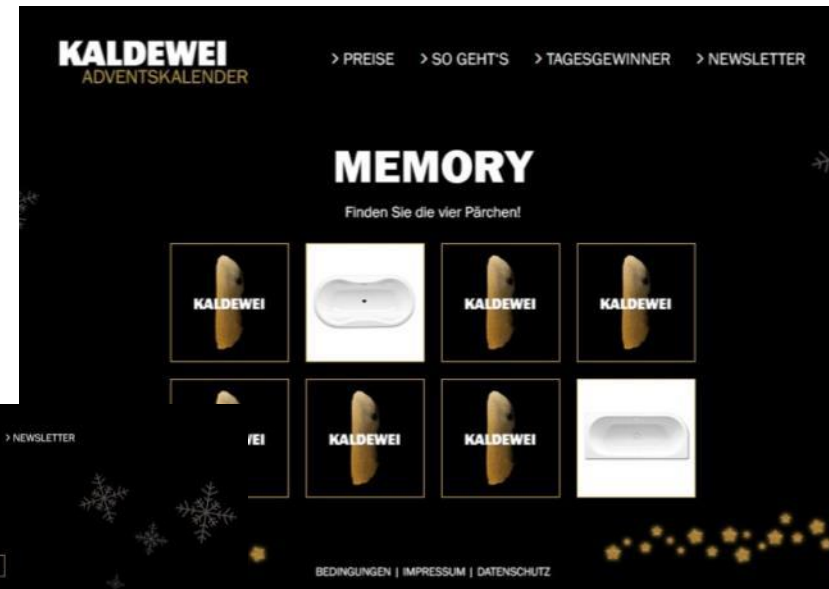 KALDEWEI
ADVENTSKALENDER
> PREISE > SO GEHT'S > TAGESGEWINNER > NEWSLETTER
MEMORY
Finden Sie die vier Pärchen!
KALDEWEI KALDEWEI KALDEWEI
EI KALDEWEI KALDEWEI
> NEWSLETTER
BEDINGUNGEN | IMPRESSUM | DATENSCHUTZ